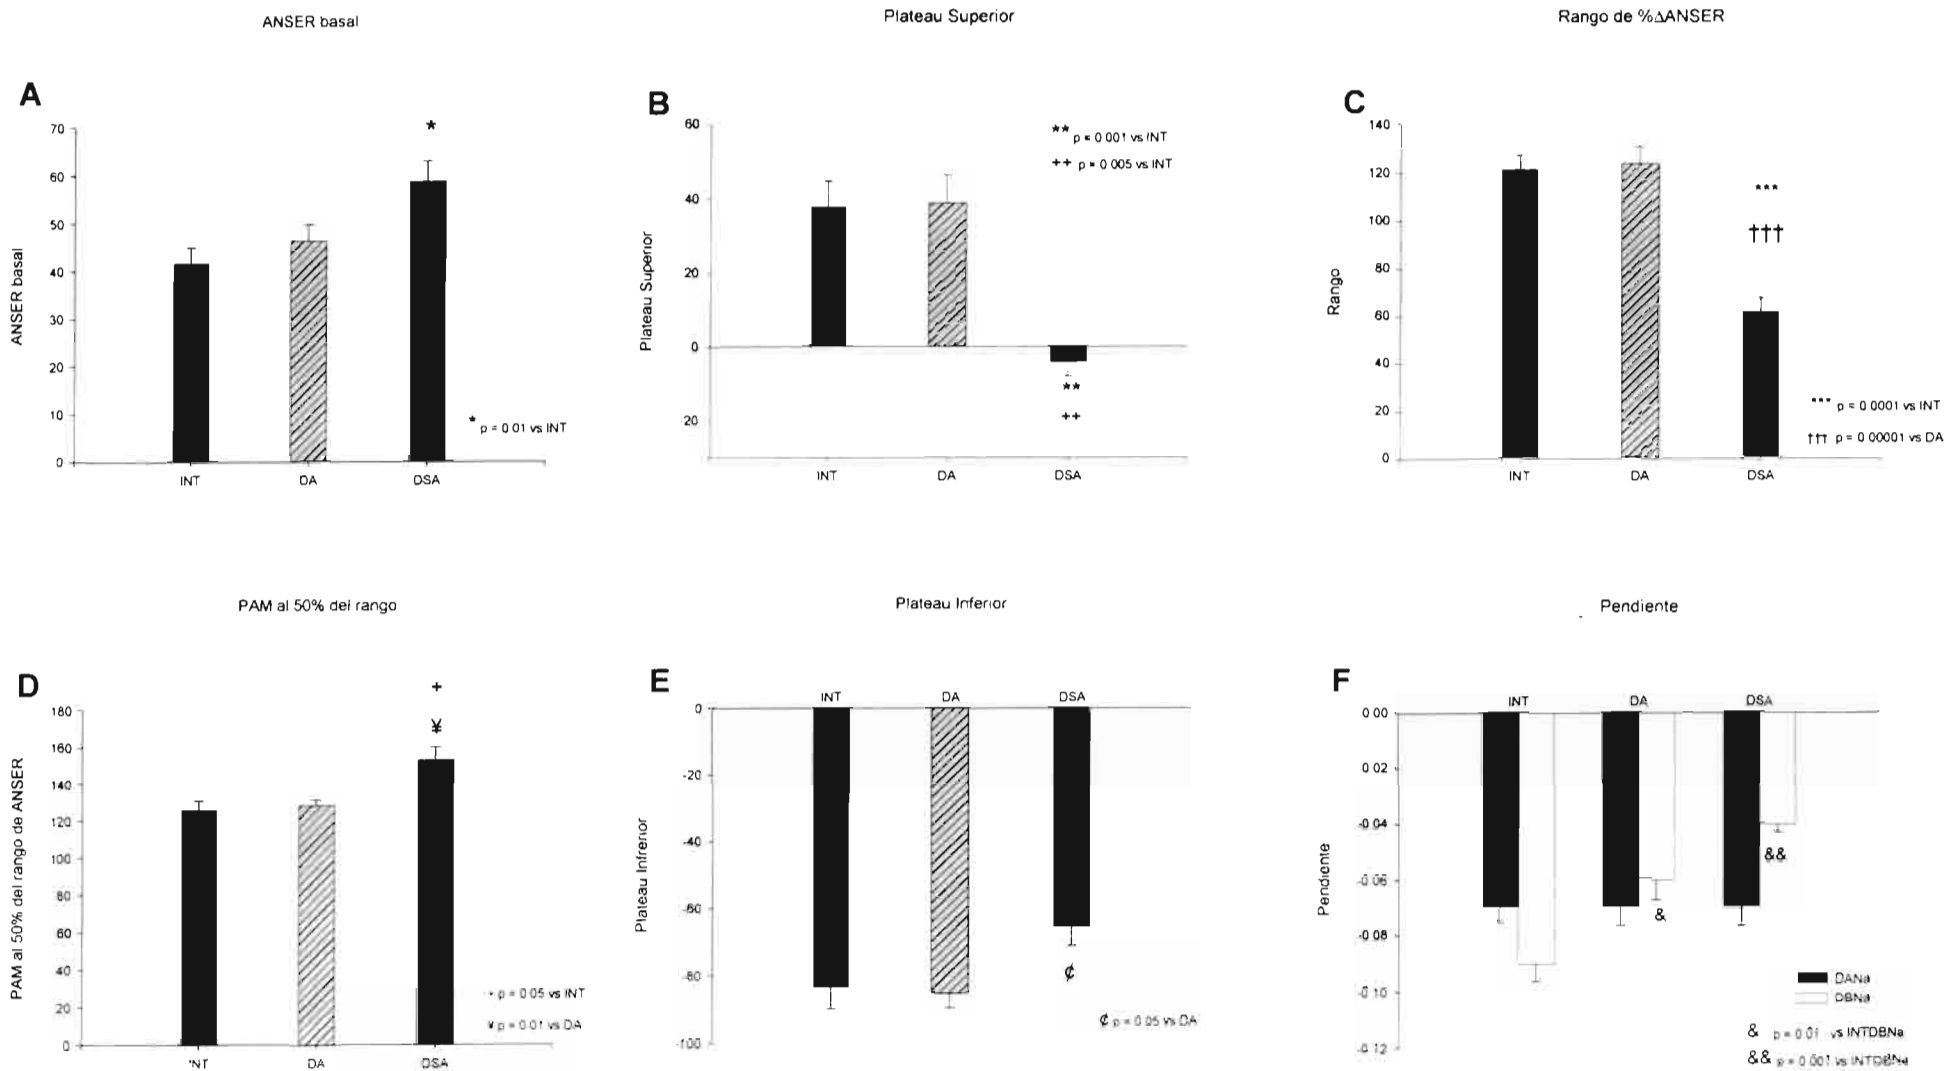 ANSER basal
A
ANSER basal
70
60
50
40
30
20
10
0
*
* p = 0.01 vs INT
INT DA DSA
Plateau Superior
B
Plateau Superior
60
40
20
0
20
** p = 0 001 vs INT
++ p = 0 005 vs INT
**
++
INT DA DSA
Rango de %ΔANSER
C
Rango
140
120
100
80
60
40
20
0
***
†††
*** p = 0 0001 vs INT
††† p = 0 00001 vs DA
INT DA DSA
PAM al 50% del rango
D
PAM al 50% del rango de ANSER
180
160
140
120
100
80
60
40
20
0
+
¥
+ p = 0.05 vs INT
¥ p = 0.01 vs DA
INT DA DSA
Plateau Inferior
E
Plateau Infrerior
INT DA DSA
0
-20
-40
-60
-80
-100
₵
₵ p = 0.05 vs DA
Pendiente
F
Pendiente
INT DA DSA
0 00
0 02
-0 04
-0 06
-0 08
-0 10
-0 12
&
&&
DANa
DBNa
& p = 0.01 vs INTDBNa
&& p = 0 001 vs INTDBNa